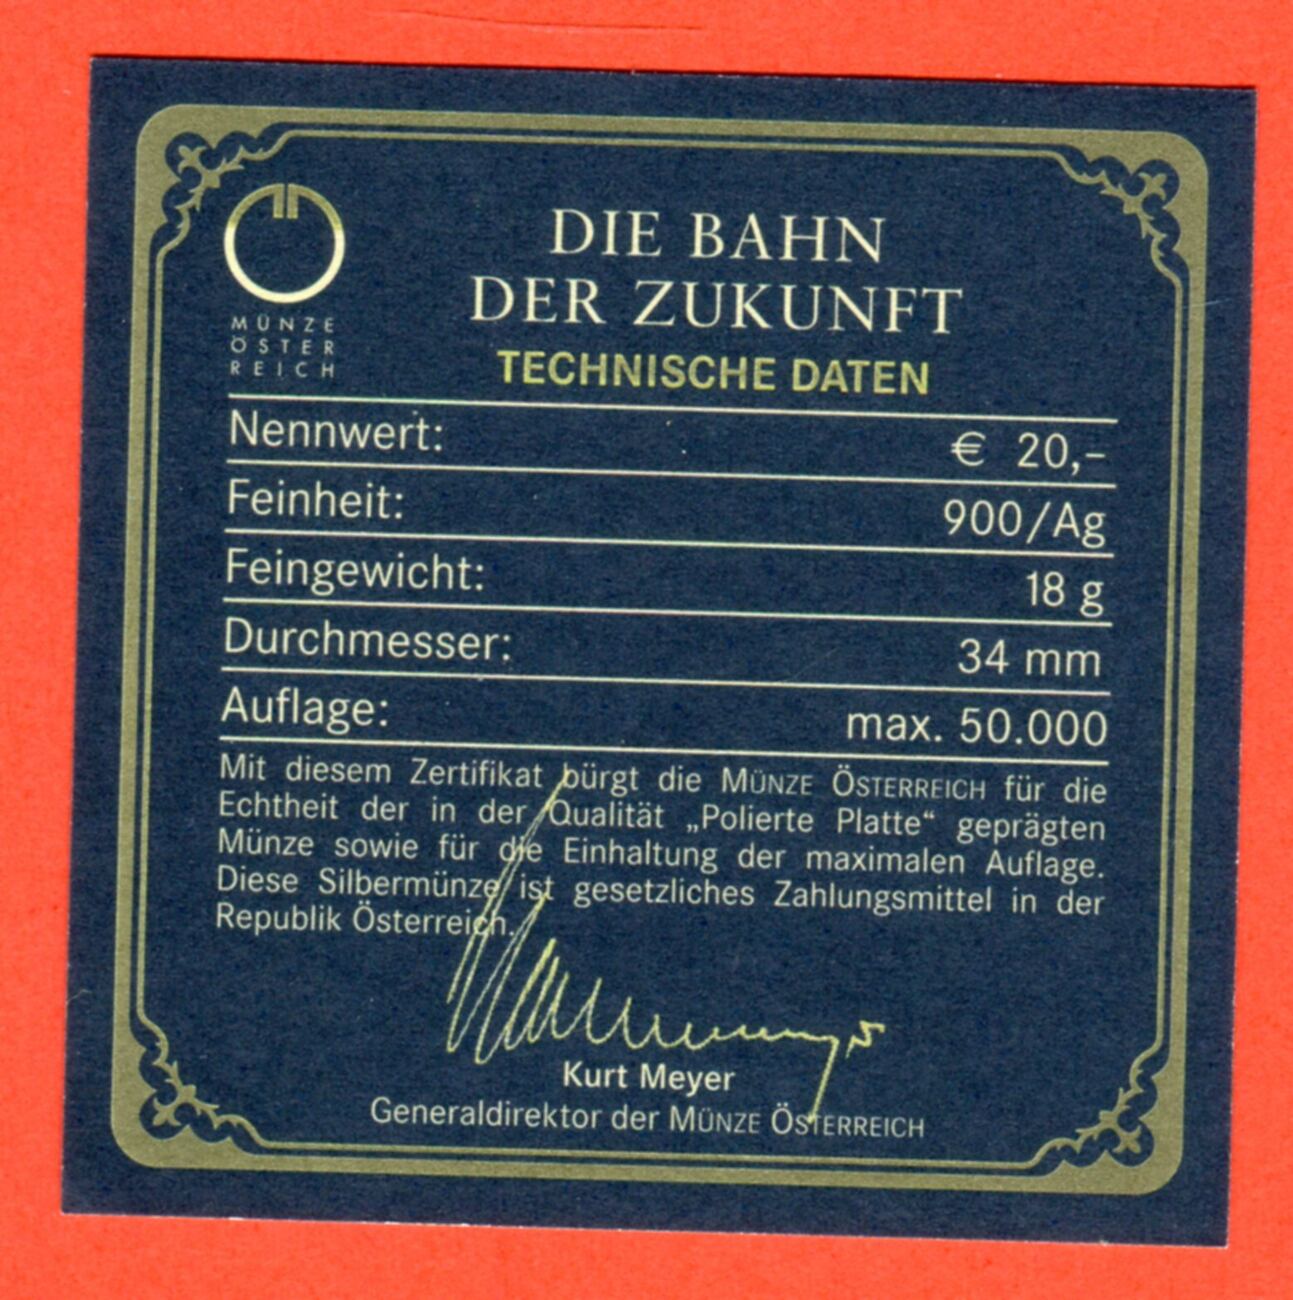 MÜNZE
ÖSTER
REICH
DIE BAHN
DER ZUKUNFT
TECHNISCHE DATEN
Nennwert: € 20,–
Feinheit: 900/Ag
Feingewicht: 18 g
Durchmesser: 34 mm
Auflage: max. 50.000
Mit diesem Zertifikat bürgt die MÜNZE ÖSTERREICH für die
Echtheit der in der Qualität „Polierte Platte“ geprägten
Münze sowie für die Einhaltung der maximalen Auflage.
Diese Silbermünze ist gesetzliches Zahlungsmittel in der
Republik Österreich.
Kurt Meyer
Generaldirektor der MÜNZE ÖSTERREICH